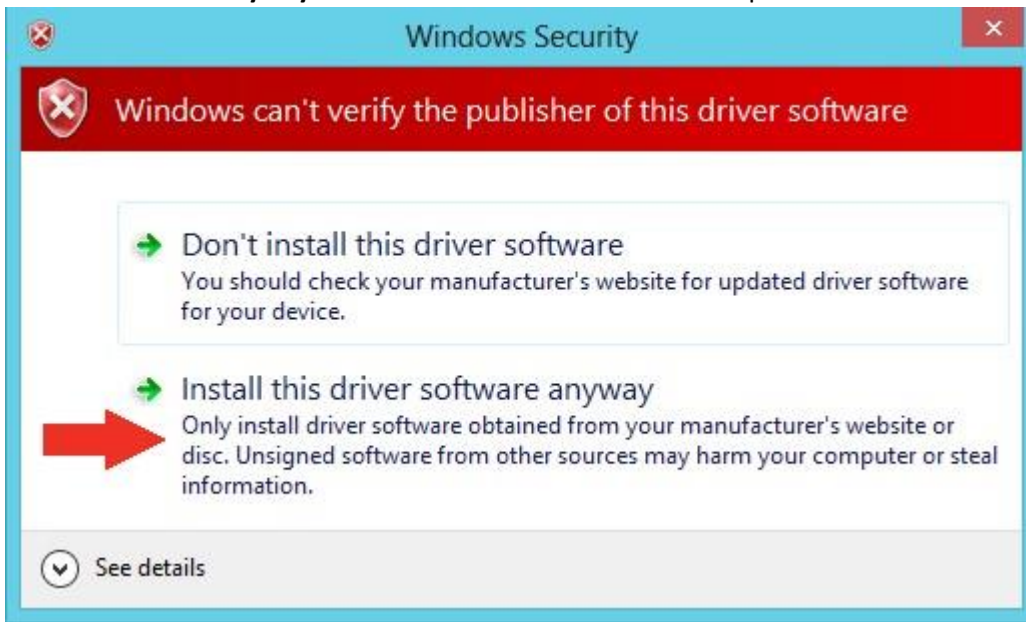 Windows Security
Windows can't verify the publisher of this driver software
Don't install this driver software
You should check your manufacturer's website for updated driver software
for your device.
Install this driver software anyway
Only install driver software obtained from your manufacturer's website or
disc. Unsigned software from other sources may harm your computer or steal
information.
See details